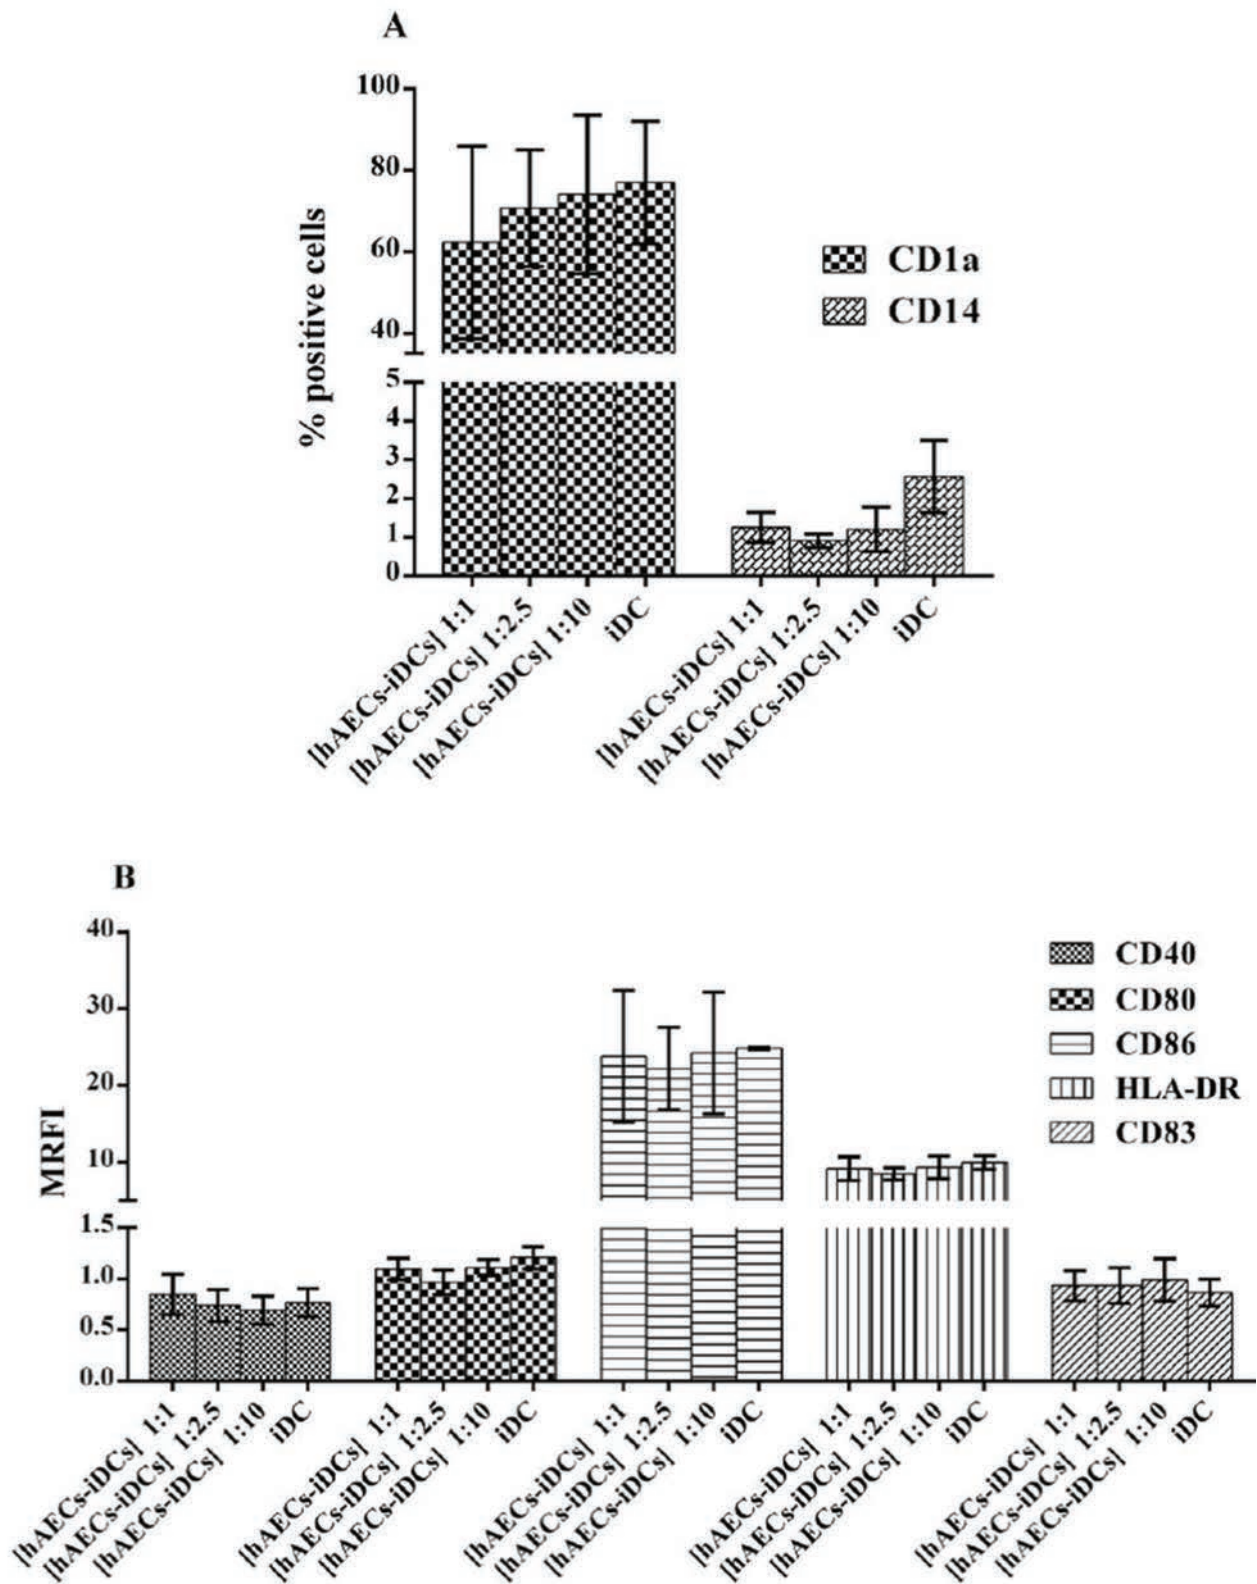 A
100
80
60
40
5
4
3
2
1
0
% positive cells
CD1a
CD14
[hAECs-iDCs] 1:1
[hAECs-iDCs] 1:2.5
[hAECs-iDCs] 1:10
iDC
[hAECs-iDCs] 1:1
[hAECs-iDCs] 1:2.5
[hAECs-iDCs] 1:10
iDC
B
40
30
20
10
1.5
1.0
0.5
0.0
MRFI
CD40
CD80
CD86
HLA-DR
CD83
[hAECs-iDCs] 1:1
[hAECs-iDCs] 1:2.5
[hAECs-iDCs] 1:10
iDC
[hAECs-iDCs] 1:1
[hAECs-iDCs] 1:2.5
[hAECs-iDCs] 1:10
iDC
[hAECs-iDCs] 1:1
[hAECs-iDCs] 1:2.5
[hAECs-iDCs] 1:10
iDC
[hAECs-iDCs] 1:1
[hAECs-iDCs] 1:2.5
[hAECs-iDCs] 1:10
iDC
[hAECs-iDCs] 1:1
[hAECs-iDCs] 1:2.5
[hAECs-iDCs] 1:10
iDC